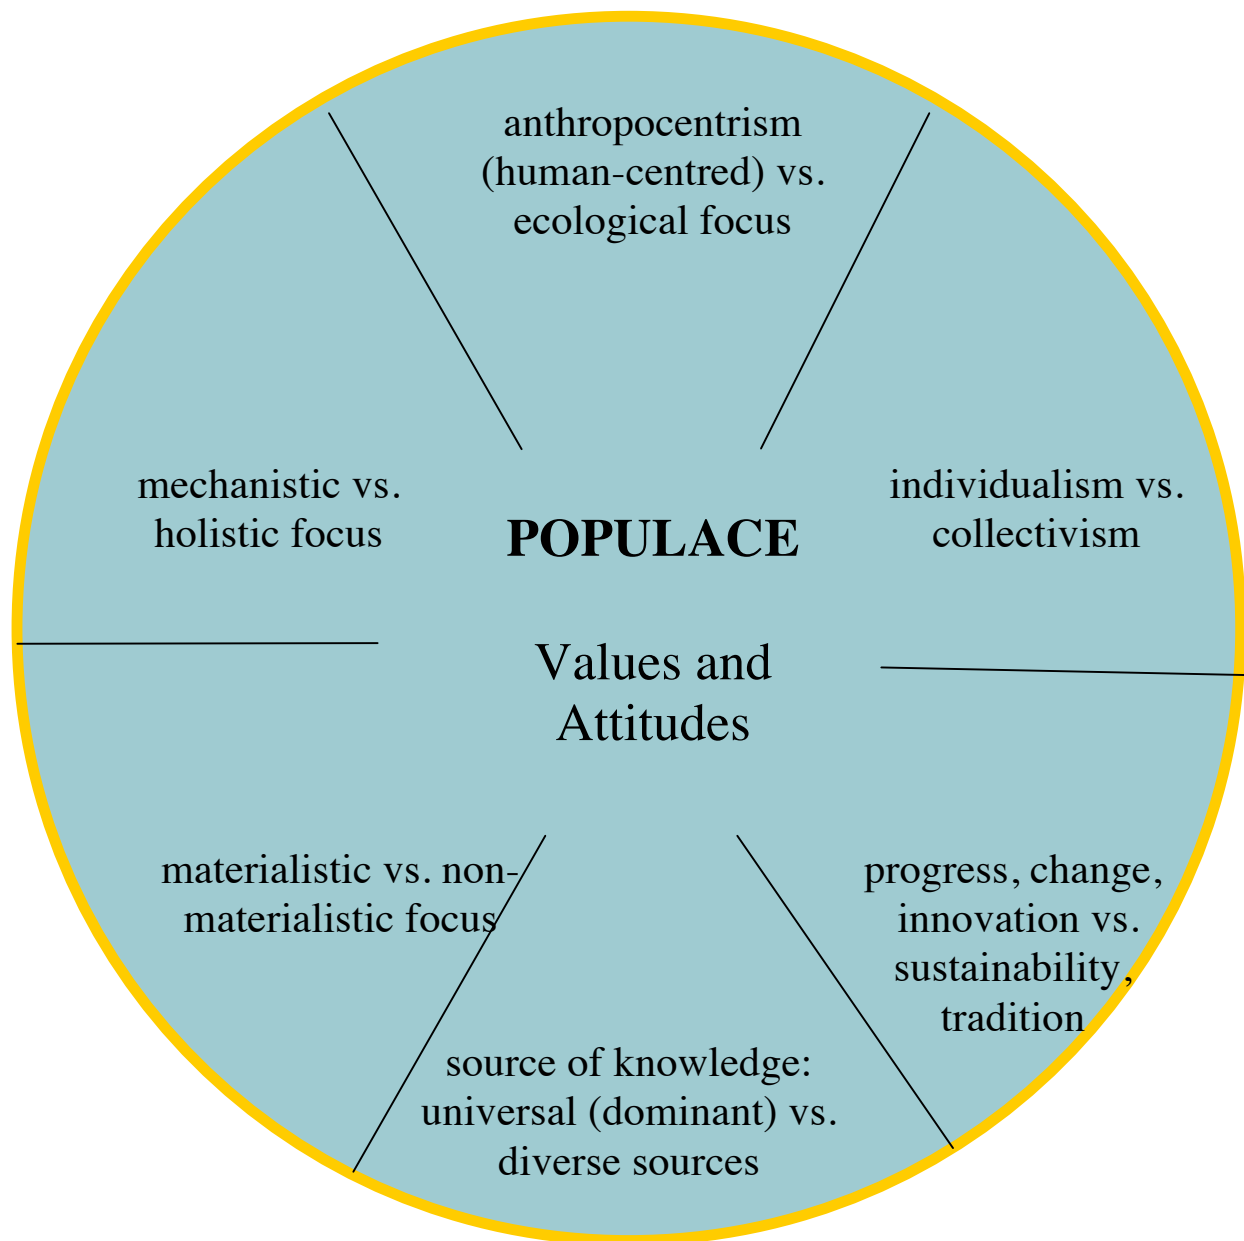 anthropocentrism
(human-centred) vs.
ecological focus
mechanistic vs.
holistic focus
individualism vs.
collectivism
POPULACE
Values and
Attitudes
materialistic vs. non-
materialistic focus
progress, change,
innovation vs.
sustainability,
tradition
source of knowledge:
universal (dominant) vs.
diverse sources